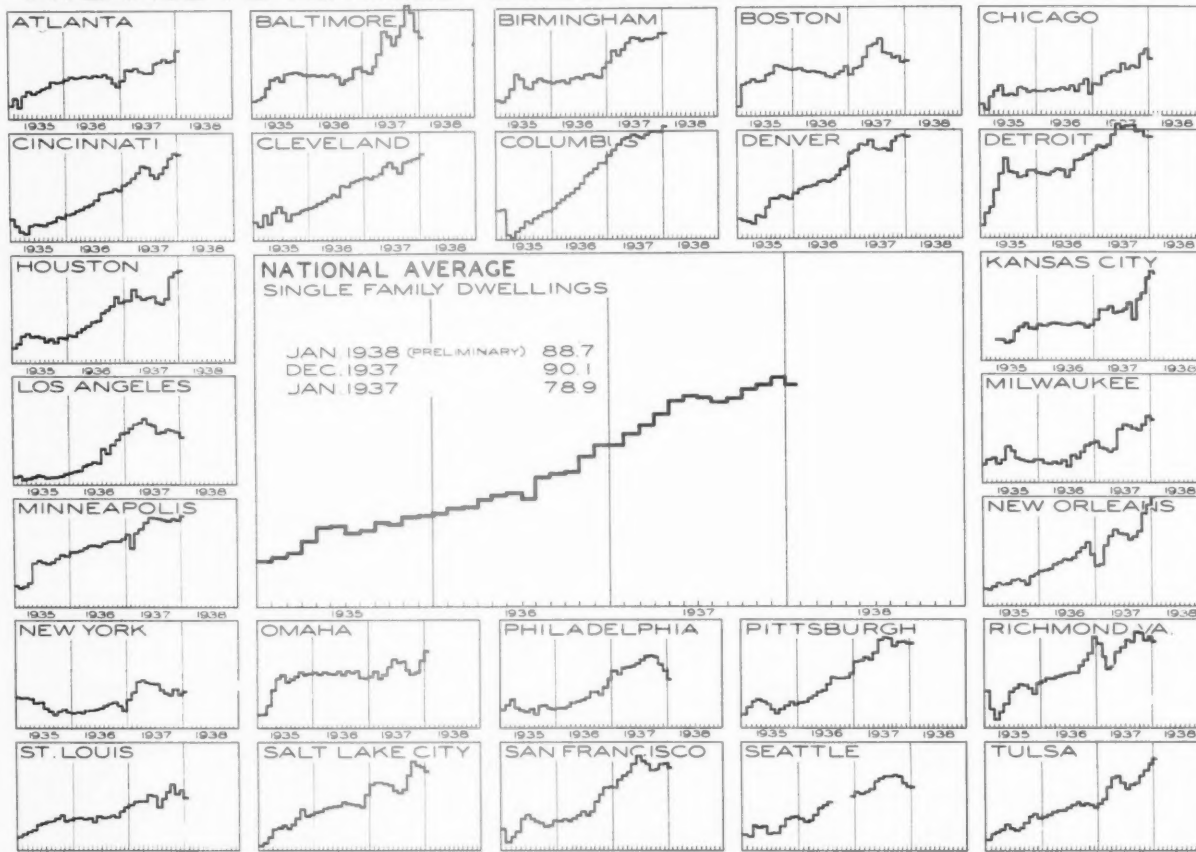 ATLANTA
BALTIMORE
BIRMINGHAM
BOSTON
CHICAGO
1935 1936 1937 1938
1935 1936 1937 1938
1935 1936 1937 1938
1935 1936 1937 1938
1935 1936 1937 1938
CINCINNATI
CLEVELAND
COLUMBUS
DENVER
DETROIT
1935 1936 1937 1938
1935 1936 1937 1938
1935 1936 1937 1938
1935 1936 1937 1938
1935 1936 1937 1938
HOUSTON
1935 1936 1937 1938
LOS ANGELES
1935 1936 1937 1938
MINNEAPOLIS
1935 1936 1937 1938
NATIONAL AVERAGE
SINGLE FAMILY DWELLINGS
JAN. 1938 (PRELIMINARY) 88.7
DEC. 1937 90.1
JAN. 1937 78.9
1935 1936 1937 1938
KANSAS CITY
1935 1936 1937 1938
MILWAUKEE
1935 1936 1937 1938
NEW ORLEANS
1935 1936 1937 1938
NEW YORK
OMAHA
PHILADELPHIA
PITTSBURGH
RICHMOND VA.
1935 1936 1937 1938
1935 1936 1937 1938
1935 1936 1937 1938
1935 1936 1937 1938
1935 1936 1937 1938
ST. LOUIS
SALT LAKE CITY
SAN FRANCISCO
SEATTLE
TULSA